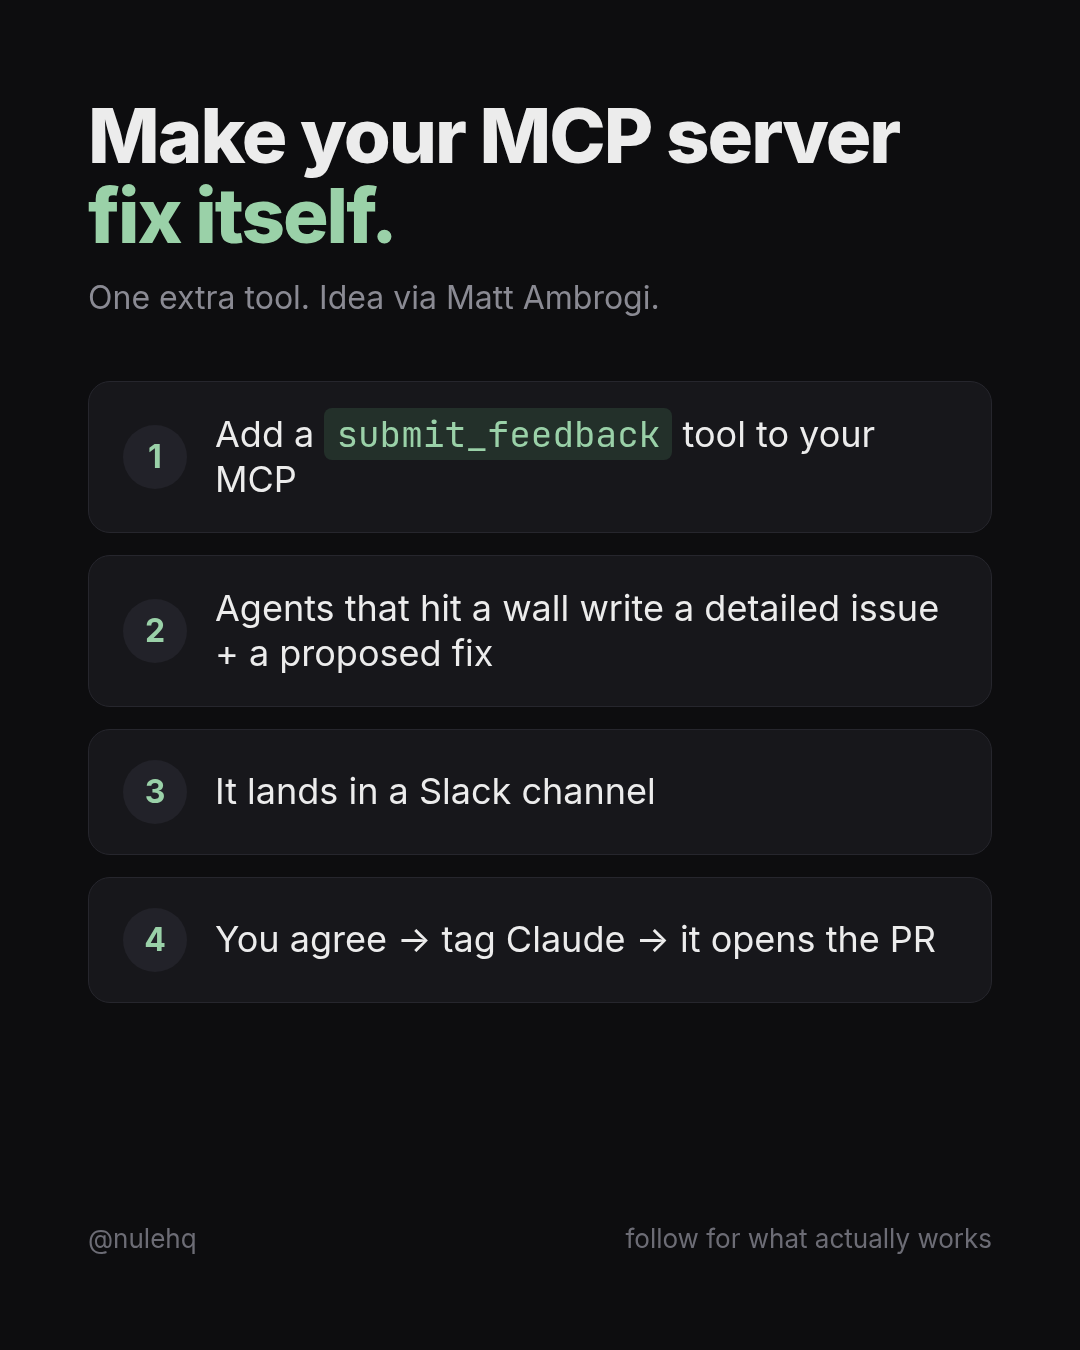 Make your MCP server
fix itself.
One extra tool. Idea via Matt Ambrogi.
1
Add a submit_feedback tool to your
MCP
2
Agents that hit a wall write a detailed issue
+ a proposed fix
3
It lands in a Slack channel
4
You agree → tag Claude → it opens the PR
@nulehq
follow for what actually works